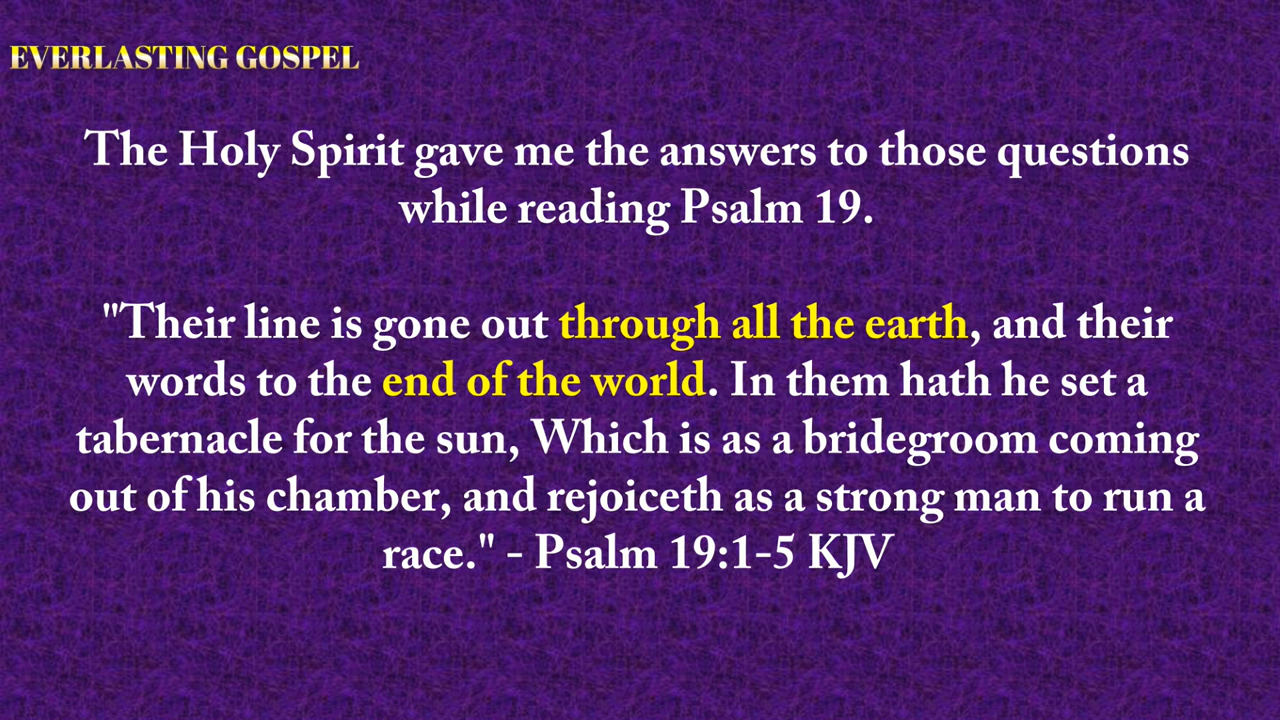 EVERLASTING GOSPEL
The Holy Spirit gave me the answers to those questions
while reading Psalm 19.
"Their line is gone out through all the earth, and their
words to the end of the world. In them hath he set a
tabernacle for the sun, Which is as a bridegroom coming
out of his chamber, and rejoiceth as a strong man to run a
race." - Psalm 19:1-5 KJV